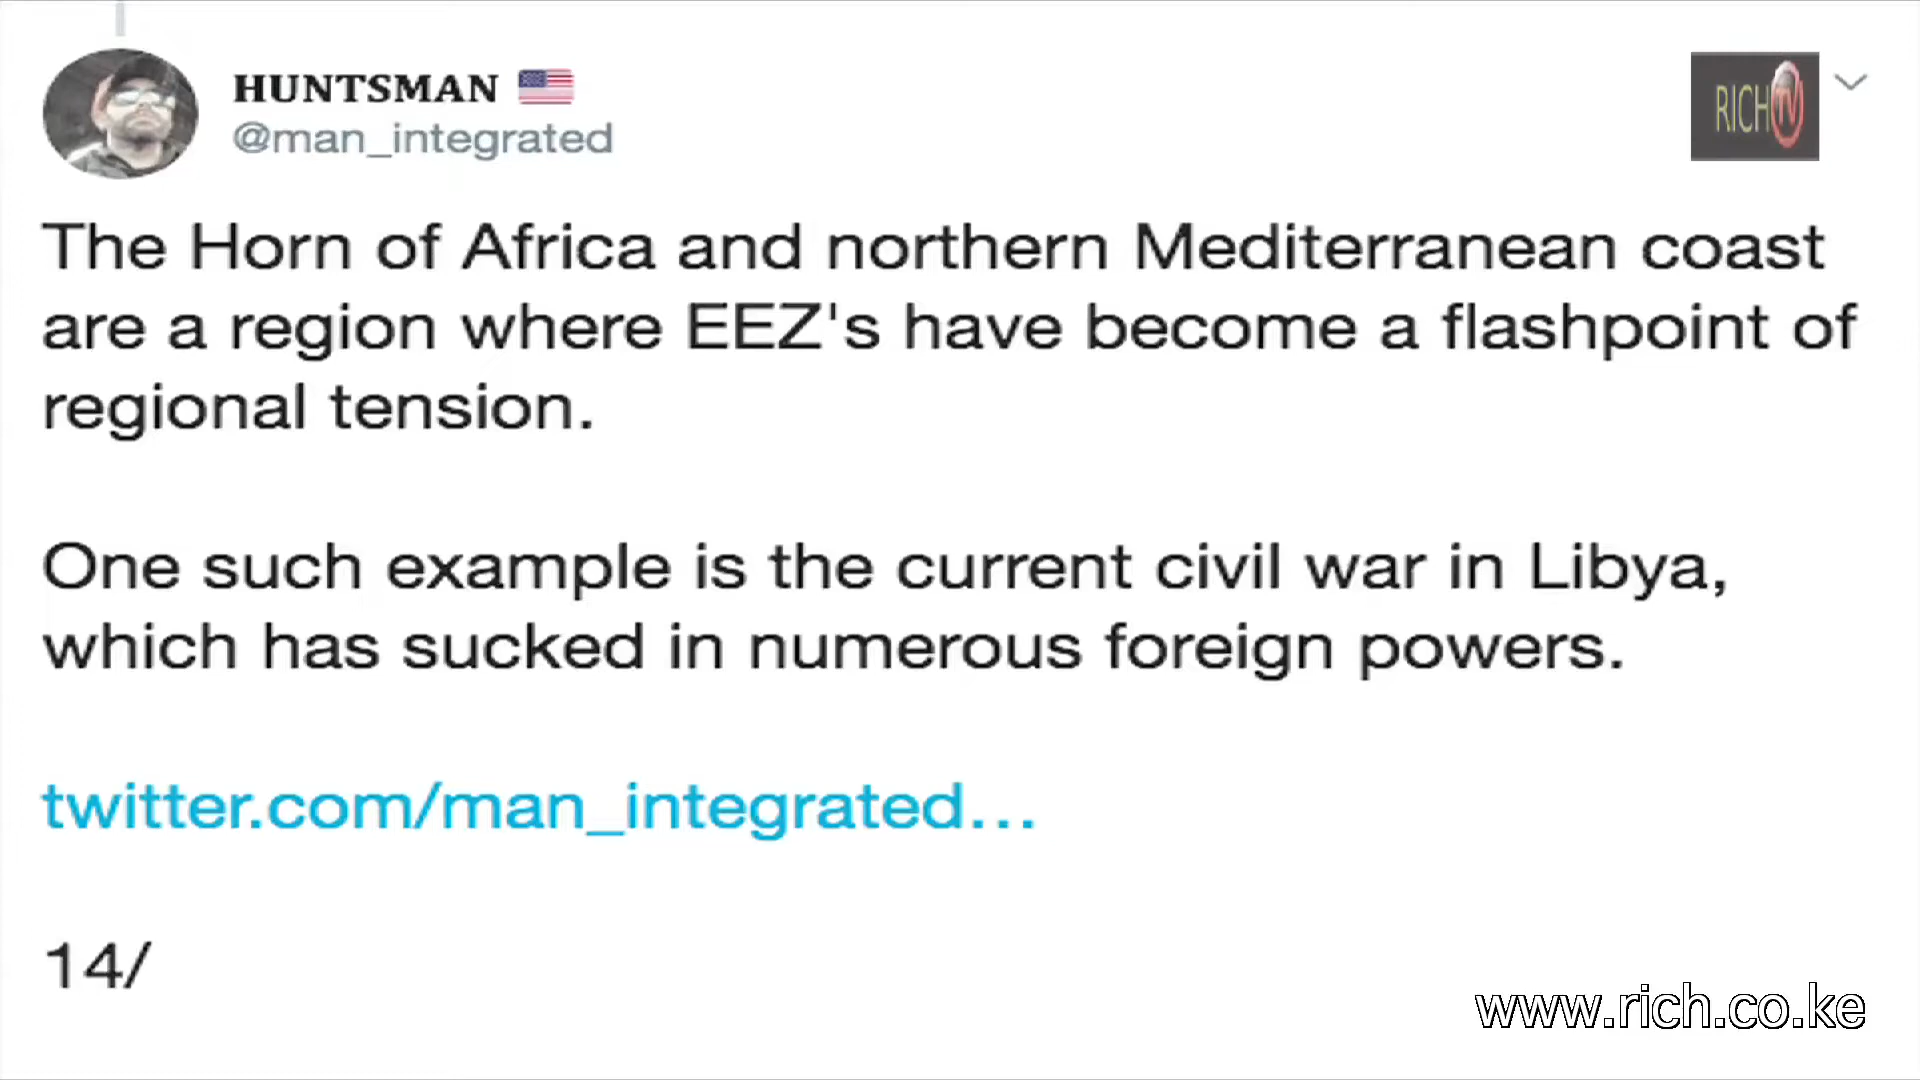 HUNTSMAN
@man_integrated
RICHTV
The Horn of Africa and northern Mediterranean coast
are a region where EEZ's have become a flashpoint of
regional tension.
One such example is the current civil war in Libya,
which has sucked in numerous foreign powers.
twitter.com/man_integrated...
14/
www.rich.co.ke